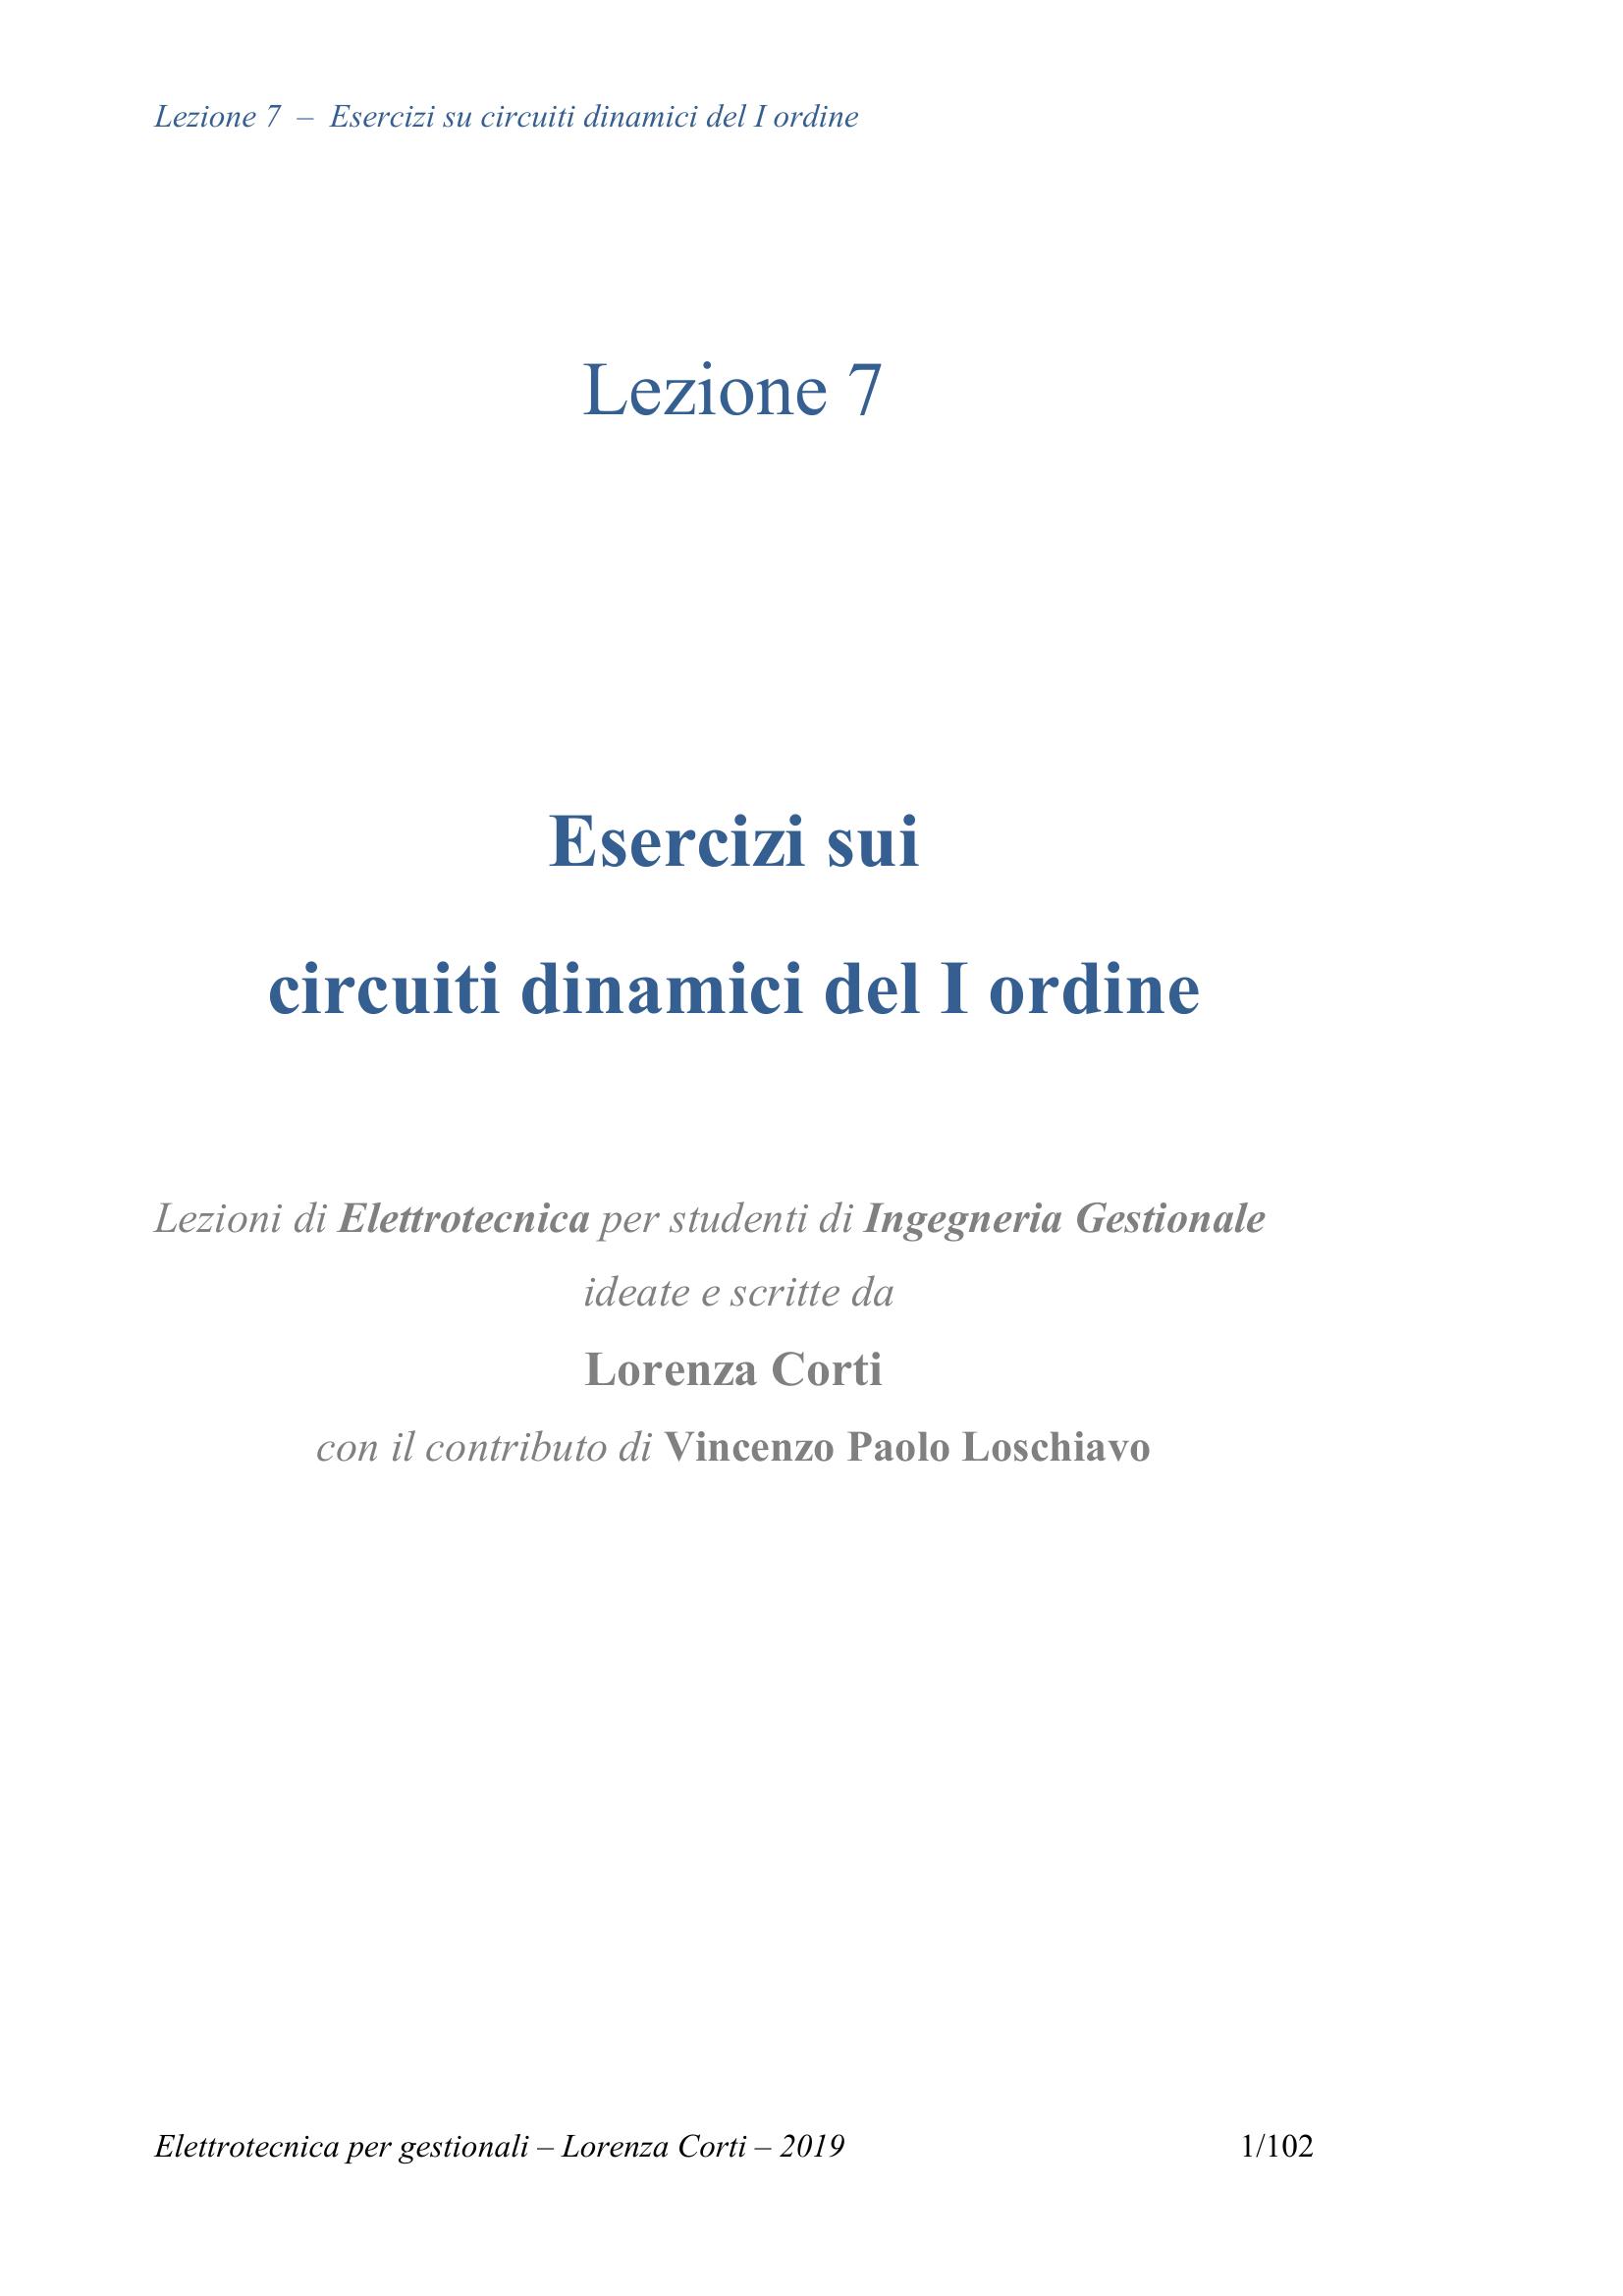 Lezione 7 – Esercizi su circuiti dinamici del I ordine
Lezione 7
Esercizi sui
circuiti dinamici del I ordine
Lezioni di Elettrotecnica per studenti di Ingegneria Gestionale
ideate e scritte da
Lorenza Corti
con il contributo di Vincenzo Paolo Loschiavo
Elettrotecnica per gestionali – Lorenza Corti – 2019 1/102